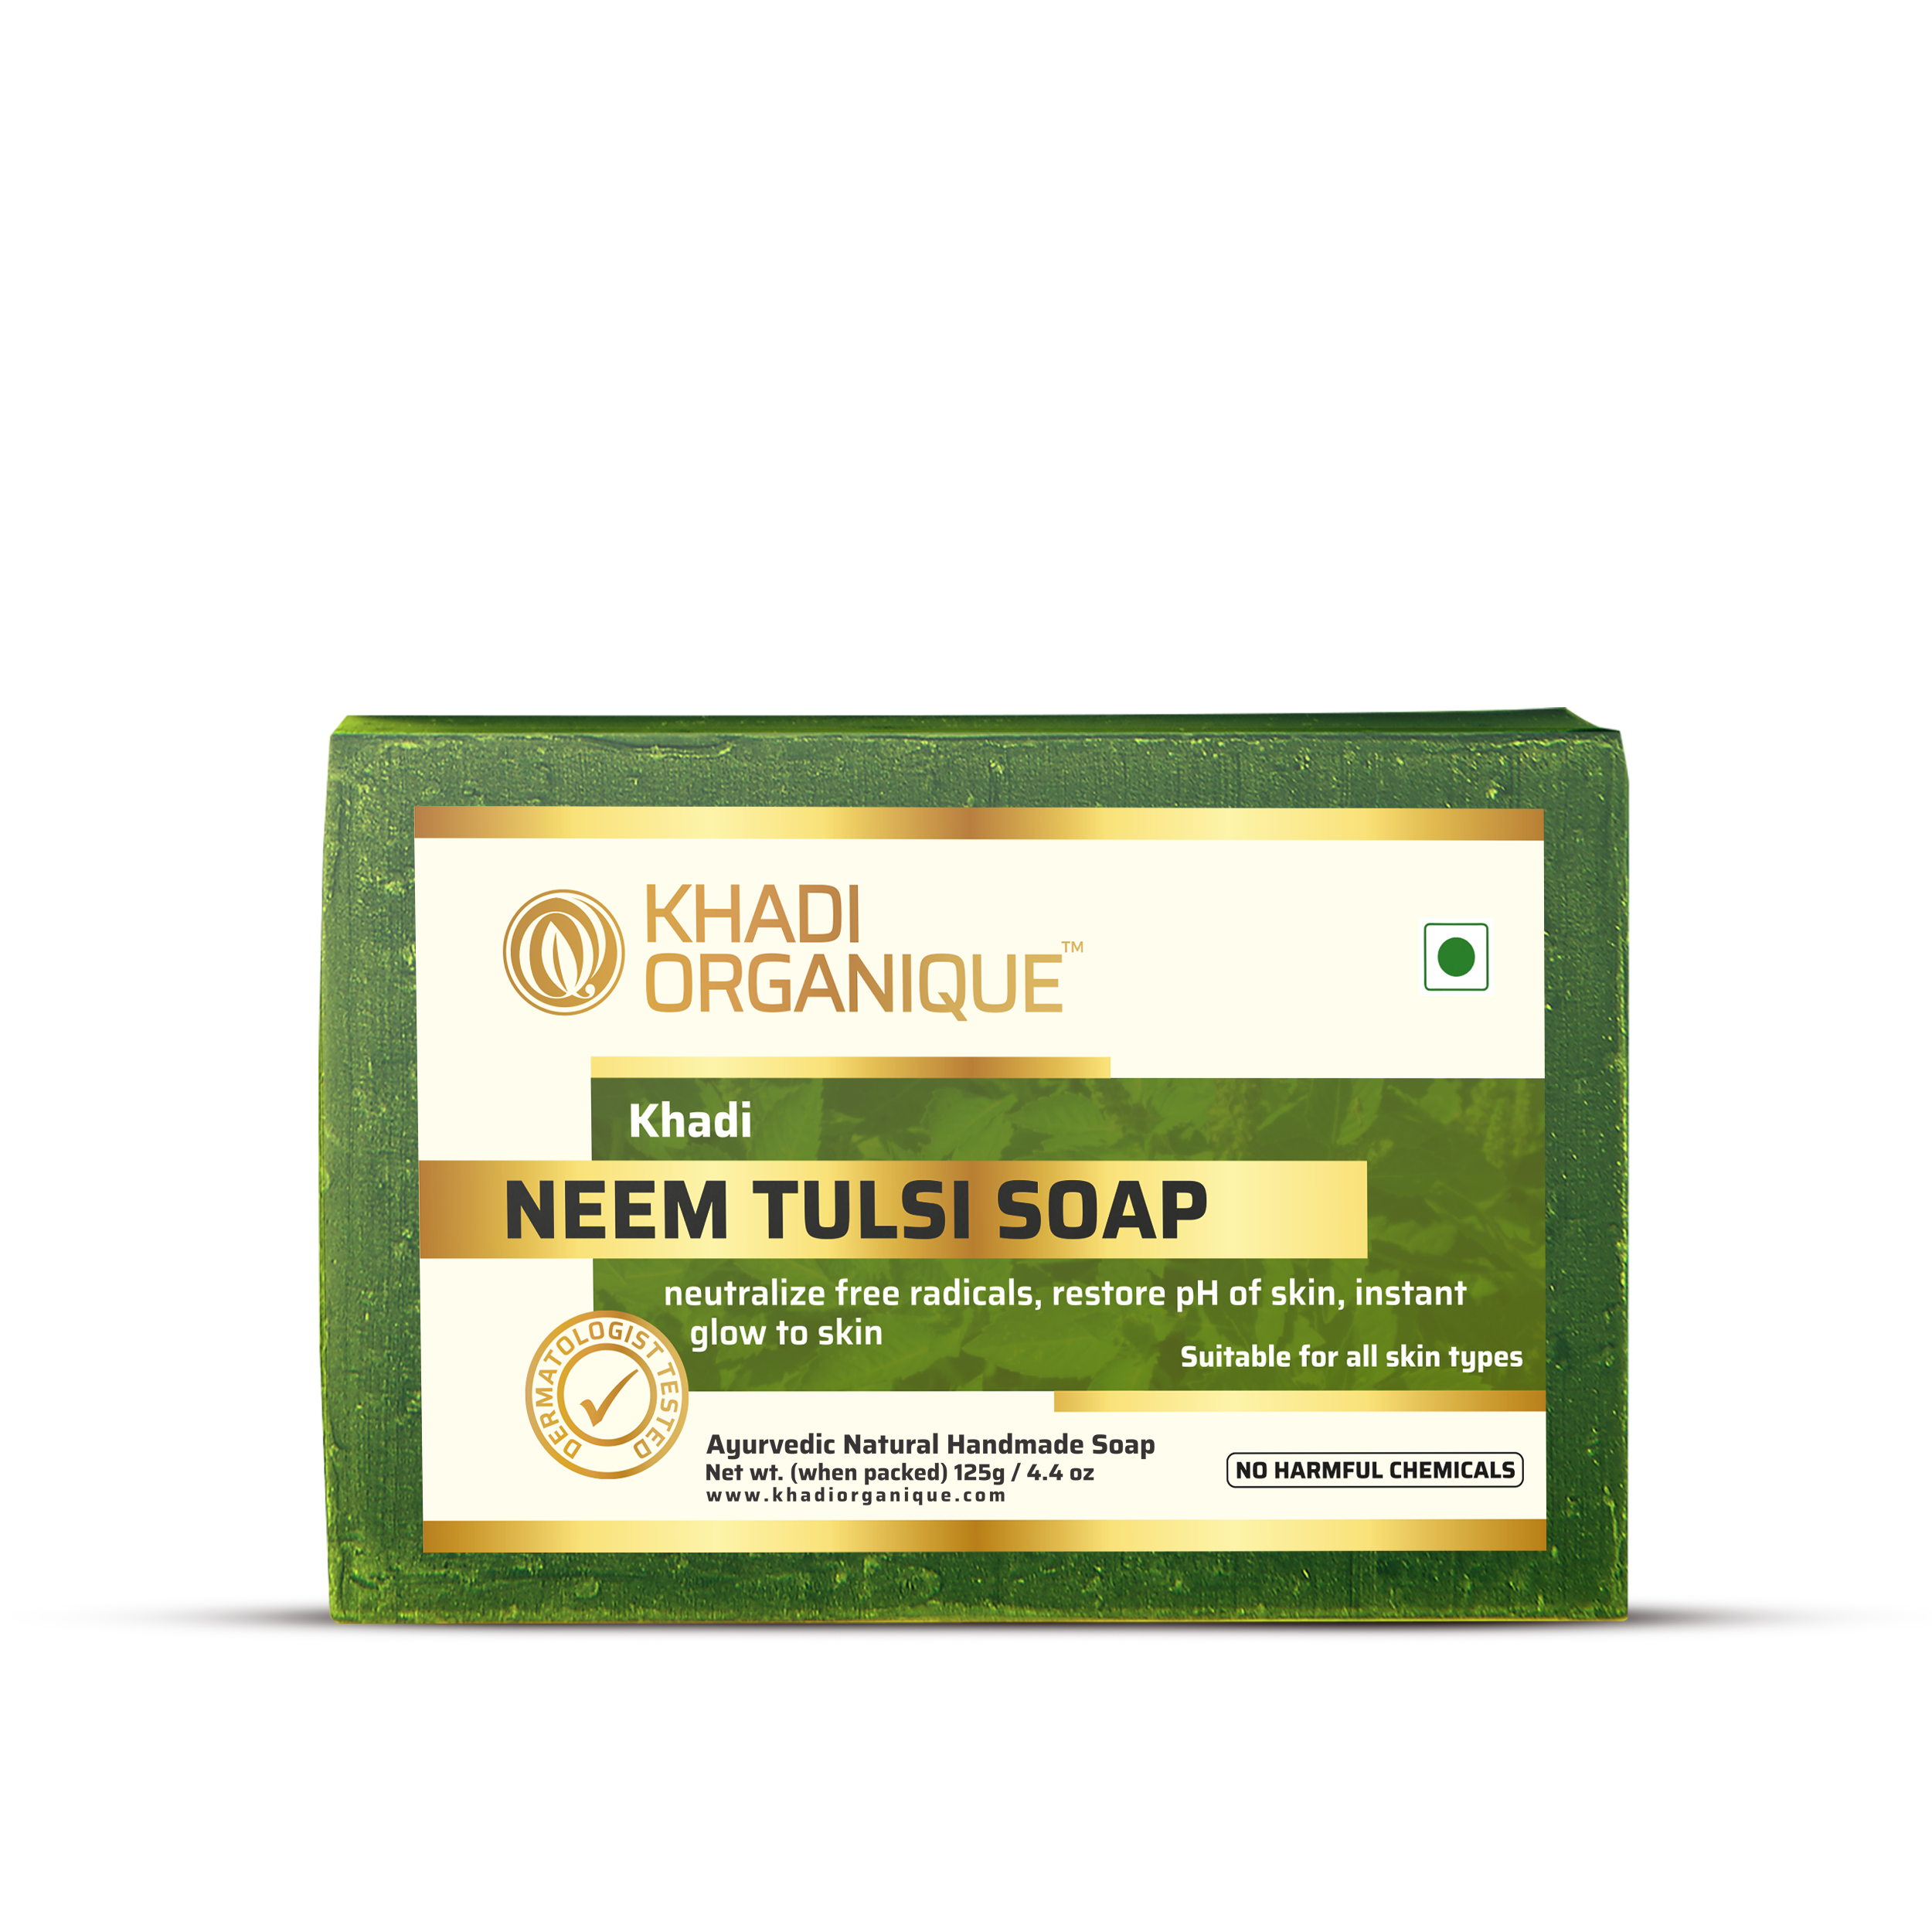 KHADI
ORGANIQUE™
Khadi
NEEM TULSI SOAP
neutralize free radicals, restore pH of skin, instant
glow to skin
Suitable for all skin types
DERMATOLOGIST TESTED
Ayurvedic Natural Handmade Soap
Net wt. (when packed) 125g / 4.4 oz
www.khadiorganique.com
NO HARMFUL CHEMICALS